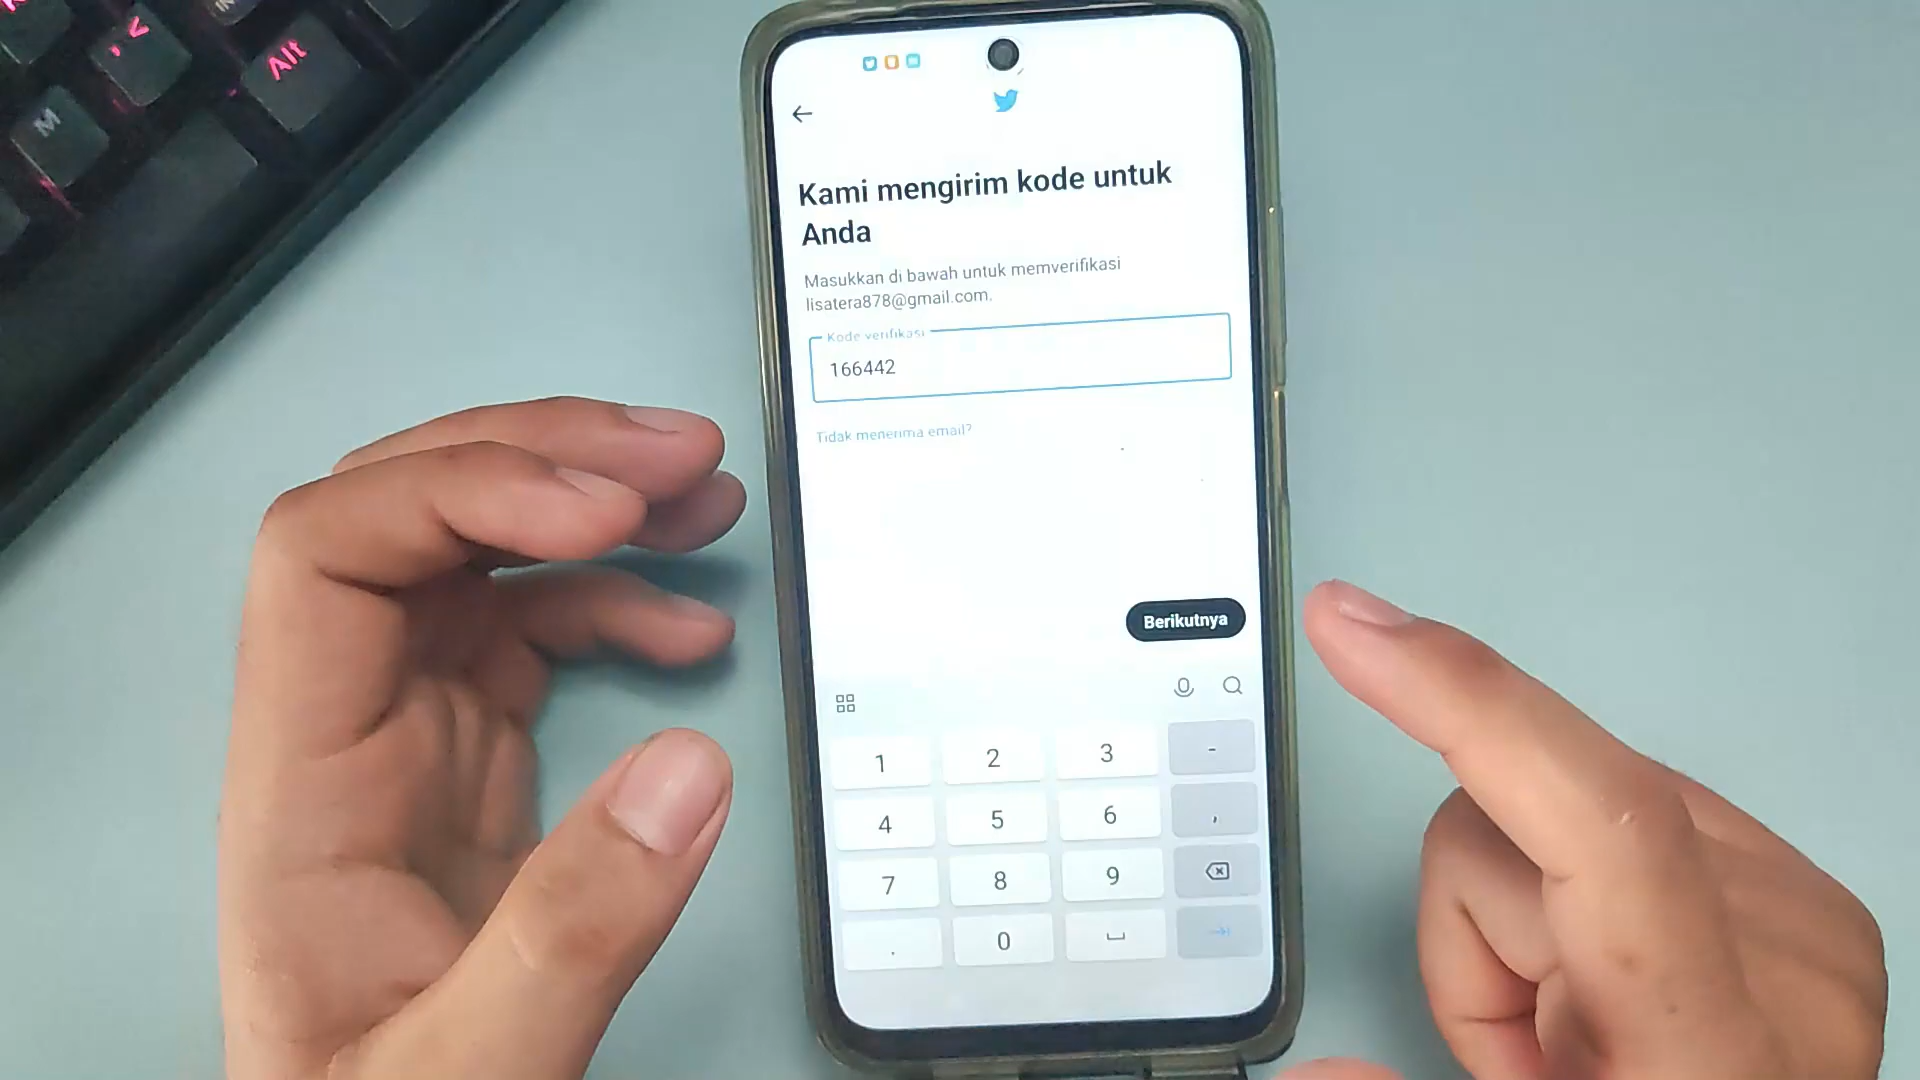 Alt
M
Kami mengirim kode untuk
Anda
Masukkan di bawah untuk memverifikasi
lisatera878@gmail.com.
Kode verifikasi
166442
Tidak menerima email?
Berikutnya
1 2 3 -
4 5 6 ,
7 8 9
. 0